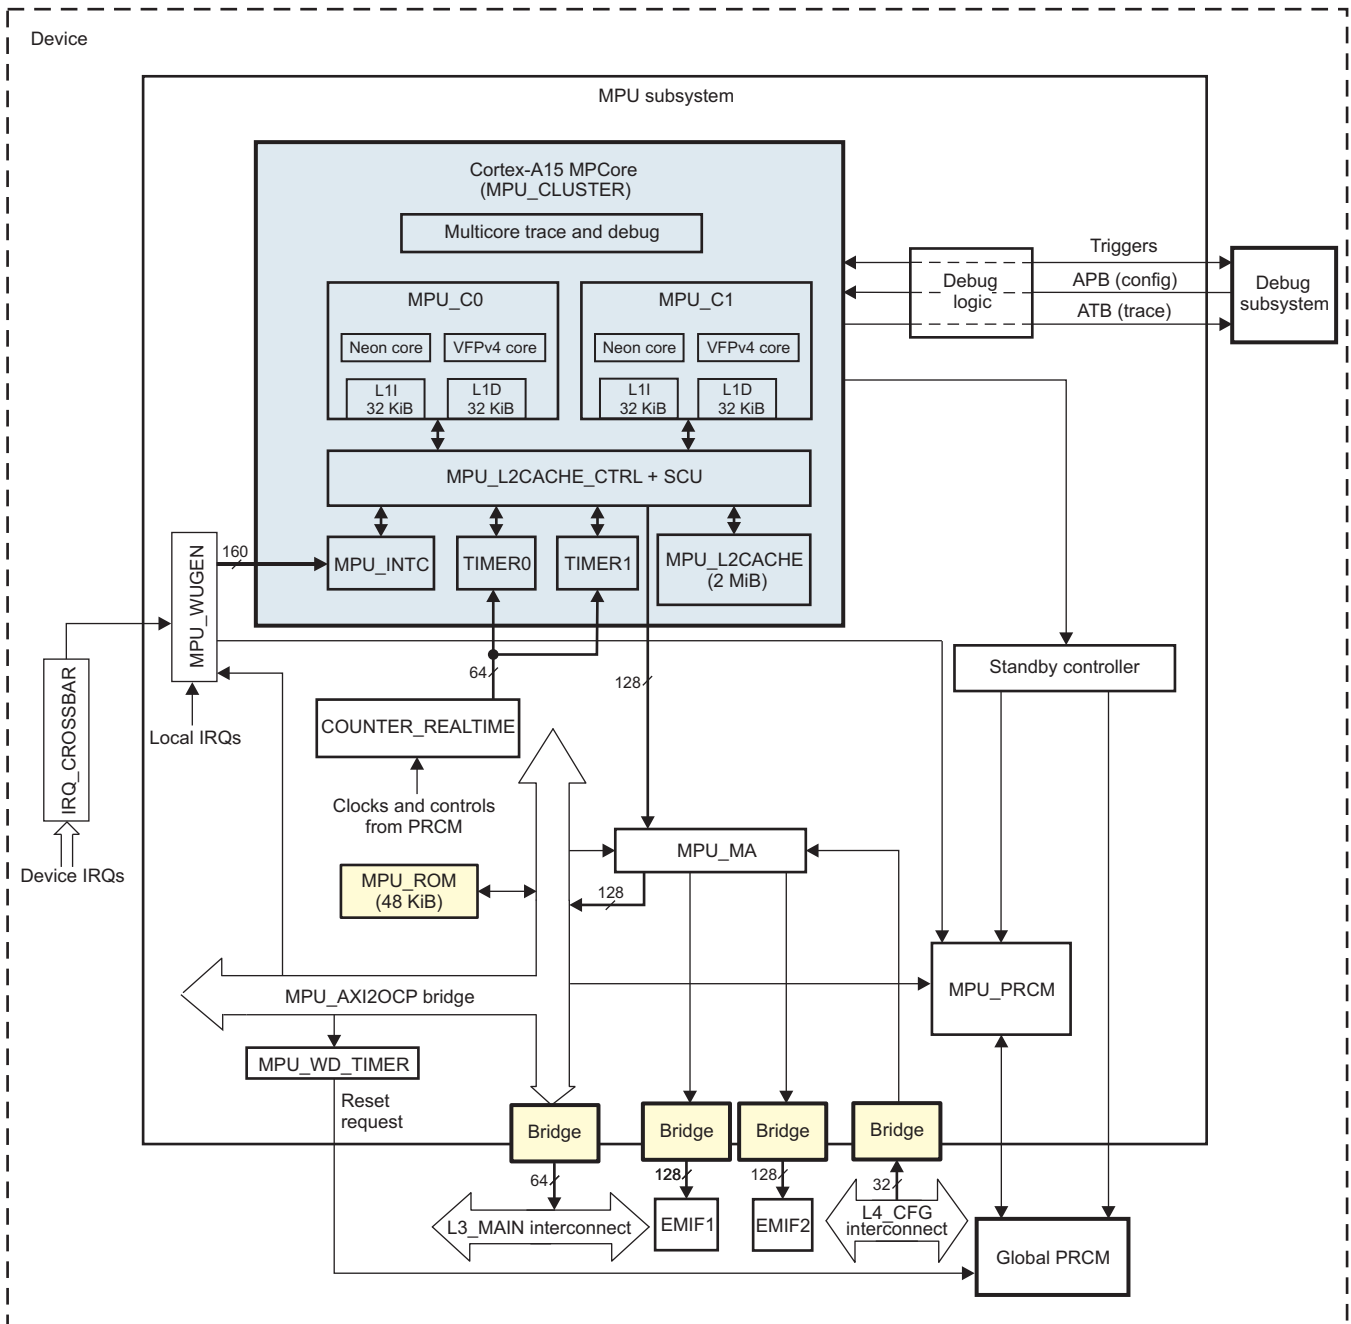 Device
MPU subsystem
Cortex-A15 MPCore
(MPU_CLUSTER)
Multicore trace and debug
MPU_C0
Neon core
VFPv4 core
L1I
32 KiB
L1D
32 KiB
MPU_C1
Neon core
VFPv4 core
L1I
32 KiB
L1D
32 KiB
Debug
logic
Triggers
APB (config)
ATB (trace)
Debug
subsystem
MPU_L2CACHE_CTRL + SCU
MPU_WUGEN
160
MPU_INTC
TIMER0
TIMER1
MPU_L2CACHE
(2 MiB)
64
128
Standby controller
IRQ_CROSSBAR
Local IRQs
COUNTER_REALTIME
Clocks and controls
from PRCM
Device IRQs
MPU_MA
MPU_ROM
(48 KiB)
128
MPU_AXI2OCP bridge
MPU_PRCM
MPU_WD_TIMER
Reset
request
Bridge
Bridge
Bridge
Bridge
64
128
128
32
L3_MAIN interconnect
EMIF1
EMIF2
L4_CFG
interconnect
Global PRCM